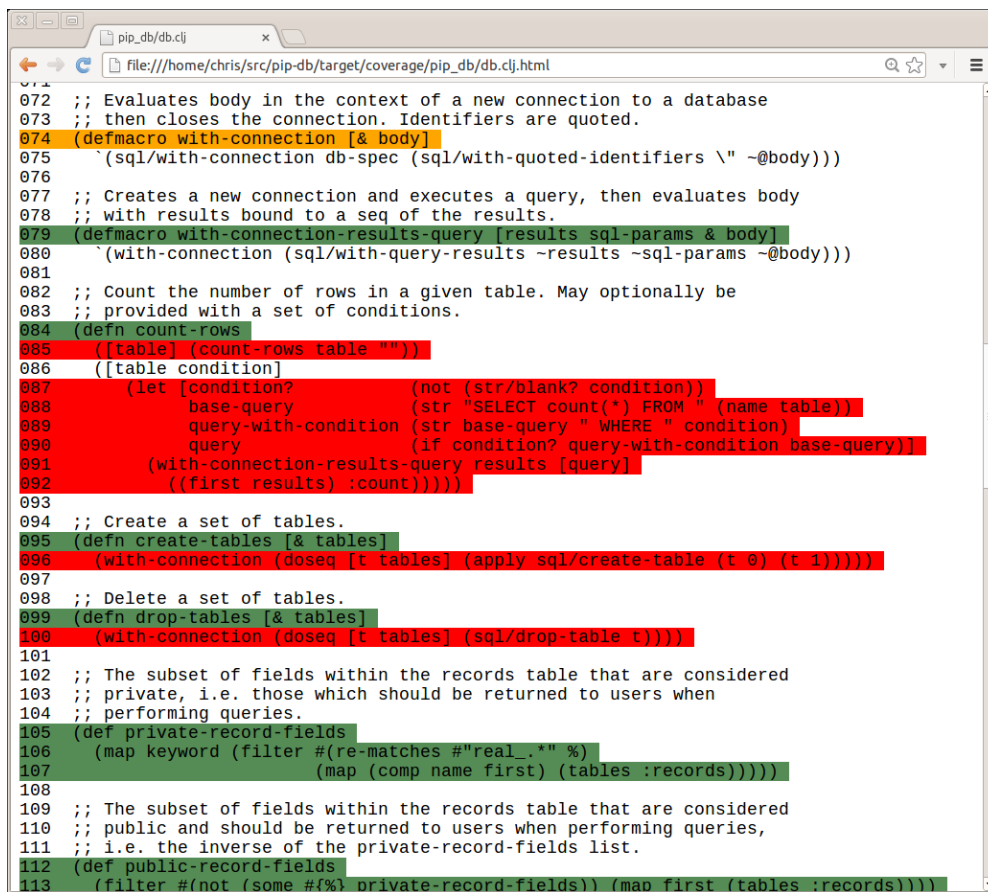 pip_db/db.clj
file:///home/chris/src/pip-db/target/coverage/pip_db/db.clj.html
071
072 ;; Evaluates body in the context of a new connection to a database
073 ;; then closes the connection. Identifiers are quoted.
074 (defmacro with-connection [& body]
075   `(sql/with-connection db-spec (sql/with-quoted-identifiers \" ~@body)))
076
077 ;; Creates a new connection and executes a query, then evaluates body
078 ;; with results bound to a seq of the results.
079 (defmacro with-connection-results-query [results sql-params & body]
080   `(with-connection (sql/with-query-results ~results ~sql-params ~@body)))
081
082 ;; Count the number of rows in a given table. May optionally be
083 ;; provided with a set of conditions.
084 (defn count-rows
085   ([table] (count-rows table ""))
086   ([table condition]
087      (let [condition?           (not (str/blank? condition))
088            base-query           (str "SELECT count(*) FROM " (name table))
089            query-with-condition (str base-query " WHERE " condition)
090            query                (if condition? query-with-condition base-query)]
091        (with-connection-results-query results [query]
092          ((first results) :count)))))
093
094 ;; Create a set of tables.
095 (defn create-tables [& tables]
096   (with-connection (doseq [t tables] (apply sql/create-table (t 0) (t 1)))))
097
098 ;; Delete a set of tables.
099 (defn drop-tables [& tables]
100   (with-connection (doseq [t tables] (sql/drop-table t))))
101
102 ;; The subset of fields within the records table that are considered
103 ;; private, i.e. those which should be returned to users when
104 ;; performing queries.
105 (def private-record-fields
106   (map keyword (filter #(re-matches #"real_.*" %)
107                        (map (comp name first) (tables :records)))))
108
109 ;; The subset of fields within the records table that are considered
110 ;; public and should be returned to users when performing queries,
111 ;; i.e. the inverse of the private-record-fields list.
112 (def public-record-fields
113   (filter #(not (some #{%} private-record-fields)) (map first (tables :records))))